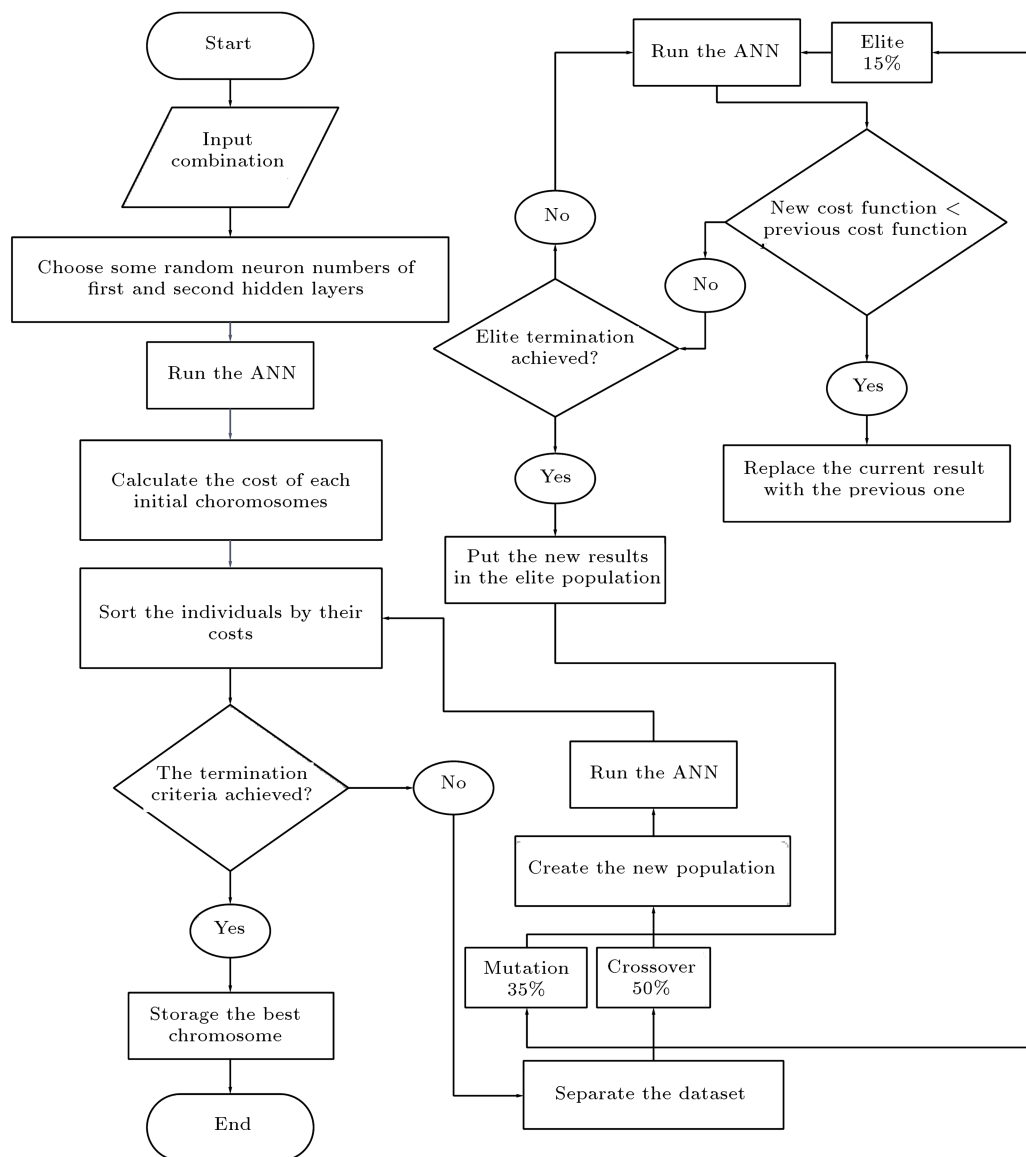 Start
Input
combination
Choose some random neuron numbers of
first and second hidden layers
Run the ANN
Calculate the cost of each
initial choromosomes
Sort the individuals by their
costs
The termination
criteria achieved?
No
Yes
Storage the best
chromosome
End
Separate the dataset
Mutation
35%
Crossover
50%
Create the new population
Run the ANN
Elite
15%
Run the ANN
New cost function <
previous cost function
No
Yes
Replace the current result
with the previous one
Elite termination
achieved?
No
Yes
Put the new results
in the elite population